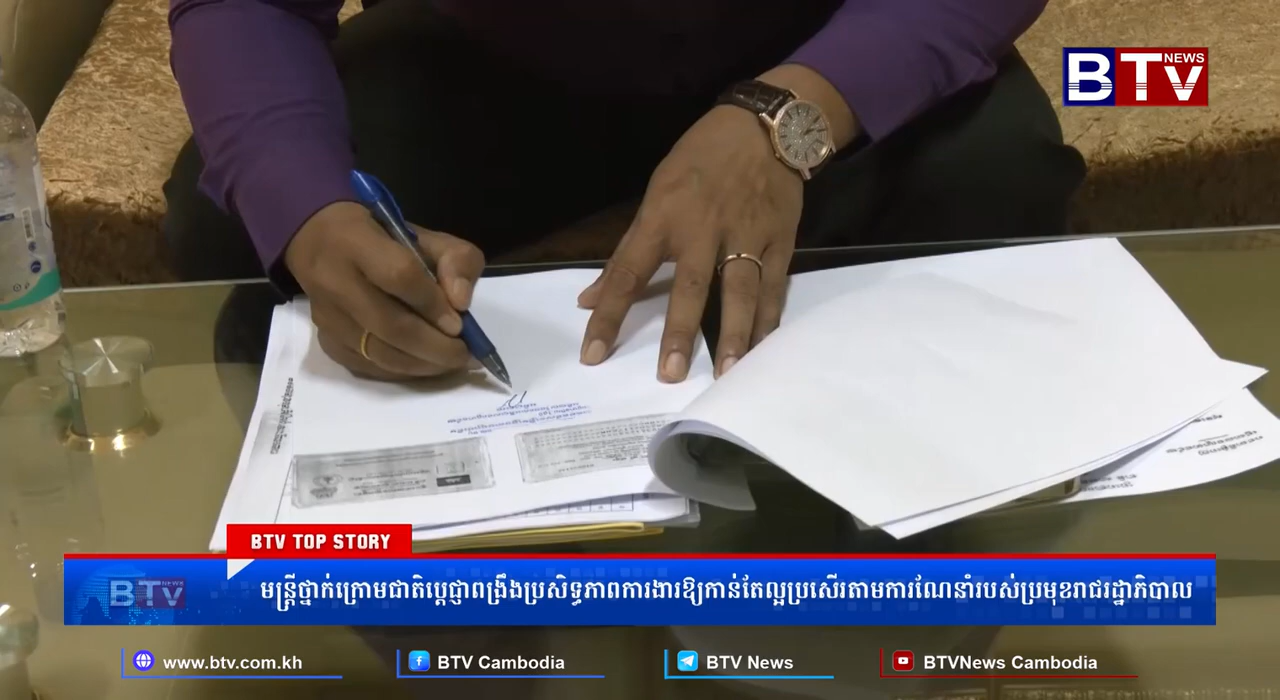 BTV NEWS
BTV TOP STORY
BTV NEWS
មន្ត្រីថ្នាក់ក្រោមជាតិប្តេជ្ញាពង្រឹងប្រសិទ្ធភាពការងារឱ្យកាន់តែល្អប្រសើរតាមការណែនាំរបស់ប្រមុខរាជរដ្ឋាភិបាល
www.btv.com.kh
BTV Cambodia
BTV News
BTVNews Cambodia